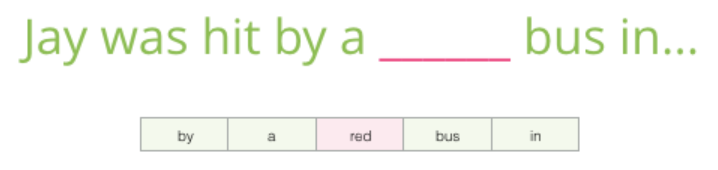 Jay was hit by a ______ bus in...
by a red bus in